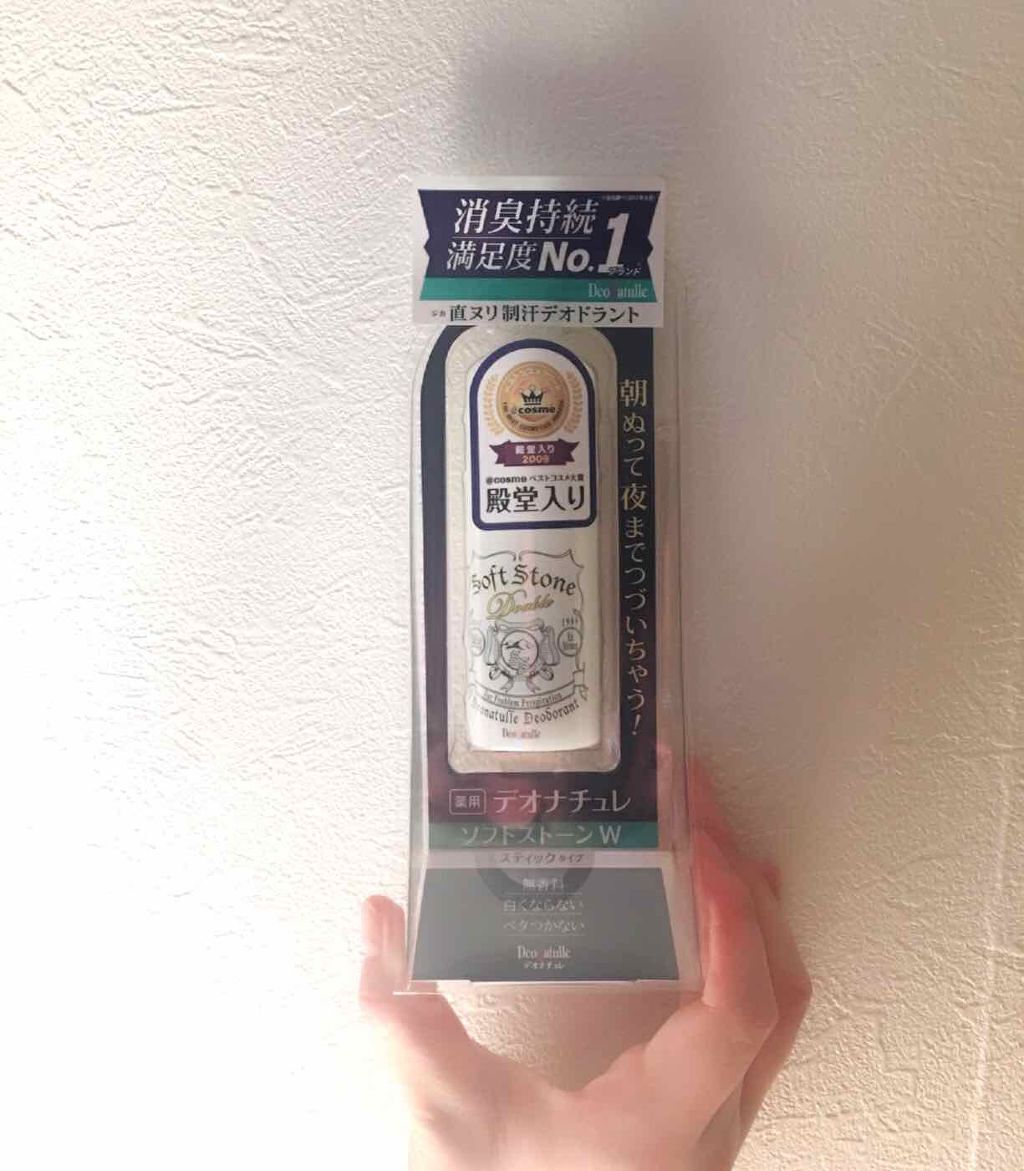 消臭持続
満足度No.1
ブランド
Deonatulle
直ヌリ制汗デオドラント
@cosme
殿堂入り
2009
@cosme ベストコスメ大賞
殿堂入り
朝ぬって夜までつづいちゃう!
Soft Stone
Double
For Problem Perspiration
Deonatulle Deodorant
Deonatulle
薬用 デオナチュレ
ソフトストーンW
スティックタイプ
無香料
白くならない
ベタつかない
Deonatulle
デオナチュレ